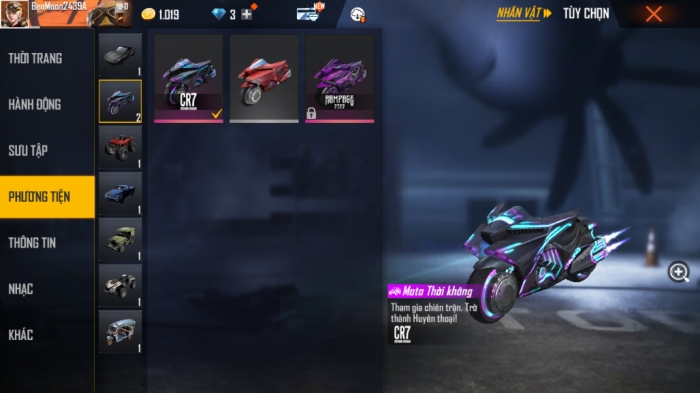 BenMoon2439A
1.019
3
NEW
NHÂN VẬT
TÙY CHỌN
THỜI TRANG
HÀNH ĐỘNG
SƯU TẬP
PHƯƠNG TIỆN
THÔNG TIN
NHẠC
KHÁC
1
2
1
1
1
1
1
CR7
RAMPAGE
2022
Moto Thời không
Tham gia chiến trận, Trở
thành Huyền thoại!
CR7